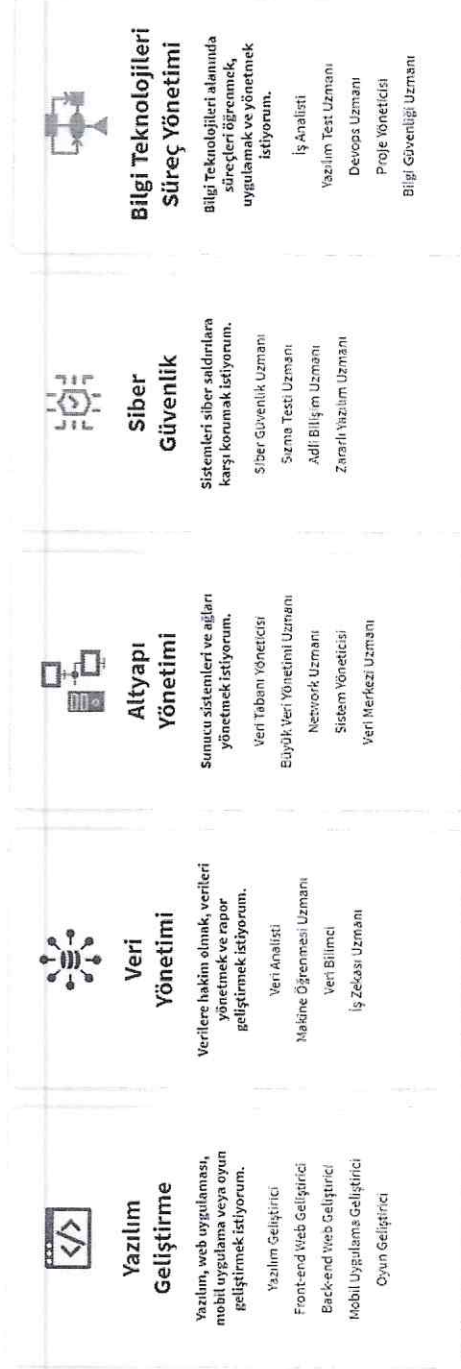 Yazılım
Geliştirme
Yazılım, web uygulaması,
mobil uygulama veya oyun
geliştirmek istiyorum.
Yazılım Geliştirici
Front-end Web Geliştirici
Back-end Web Geliştirici
Mobil Uygulama Geliştirici
Oyun Geliştirici
Veri
Yönetimi
Verilere hakim olmak, verileri
yönetmek ve rapor
geliştirmek istiyorum.
Veri Analisti
Makine Öğrenmesi Uzmanı
Veri Bilimci
İş Zekası Uzmanı
Altyapı
Yönetimi
Sunucu sistemleri ve ağları
yönetmek istiyorum.
Veri Tabanı Yöneticisi
Büyük Veri Yönetimi Uzmanı
Network Uzmanı
Sistem Yöneticisi
Veri Merkezi Uzmanı
Siber
Güvenlik
Sistemleri siber saldırılara
karşı korumak istiyorum.
Siber Güvenlik Uzmanı
Sızma Testi Uzmanı
Adli Bilişim Uzmanı
Zararlı Yazılım Uzmanı
Bilgi Teknolojileri
Süreç Yönetimi
Bilgi Teknolojileri alanında
süreçleri öğrenmek,
uygulamak ve yönetmek
istiyorum.
İş Analisti
Yazılım Test Uzmanı
Devops Uzmanı
Proje Yöneticisi
Bilgi Güvenliği Uzmanı